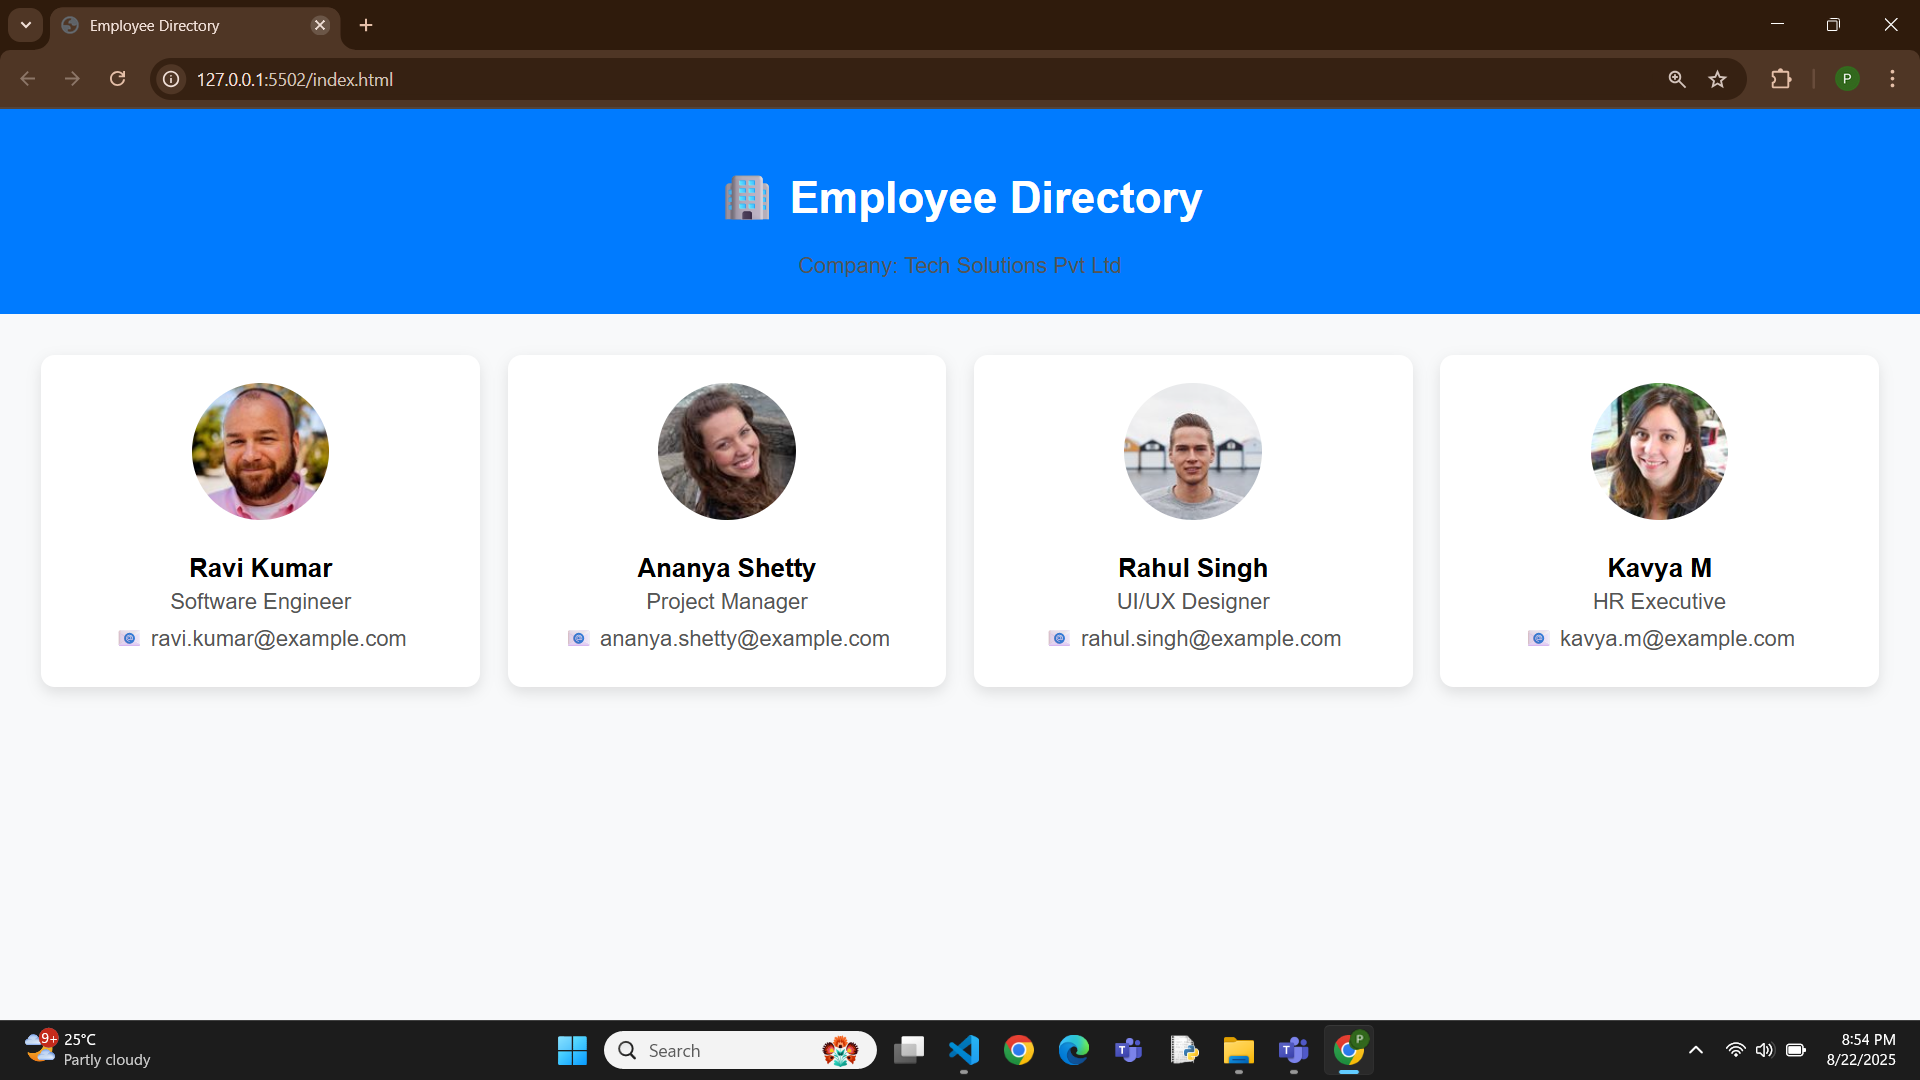 Employee Directory
127.0.0.1:5502/index.html
P
Employee Directory
Company: Tech Solutions Pvt Ltd
Ravi Kumar
Software Engineer
ravi.kumar@example.com
Ananya Shetty
Project Manager
ananya.shetty@example.com
Rahul Singh
UI/UX Designer
rahul.singh@example.com
Kavya M
HR Executive
kavya.m@example.com
9+
25°C
Partly cloudy
Search
P
8:54 PM
8/22/2025